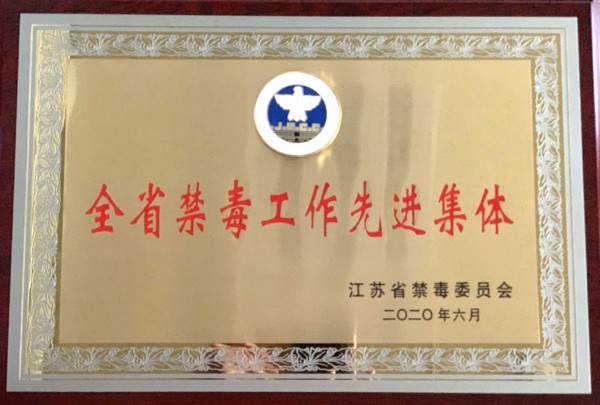 J.N.C.C
全省禁毒工作先进集体
江苏省禁毒委员会
二〇二〇年六月